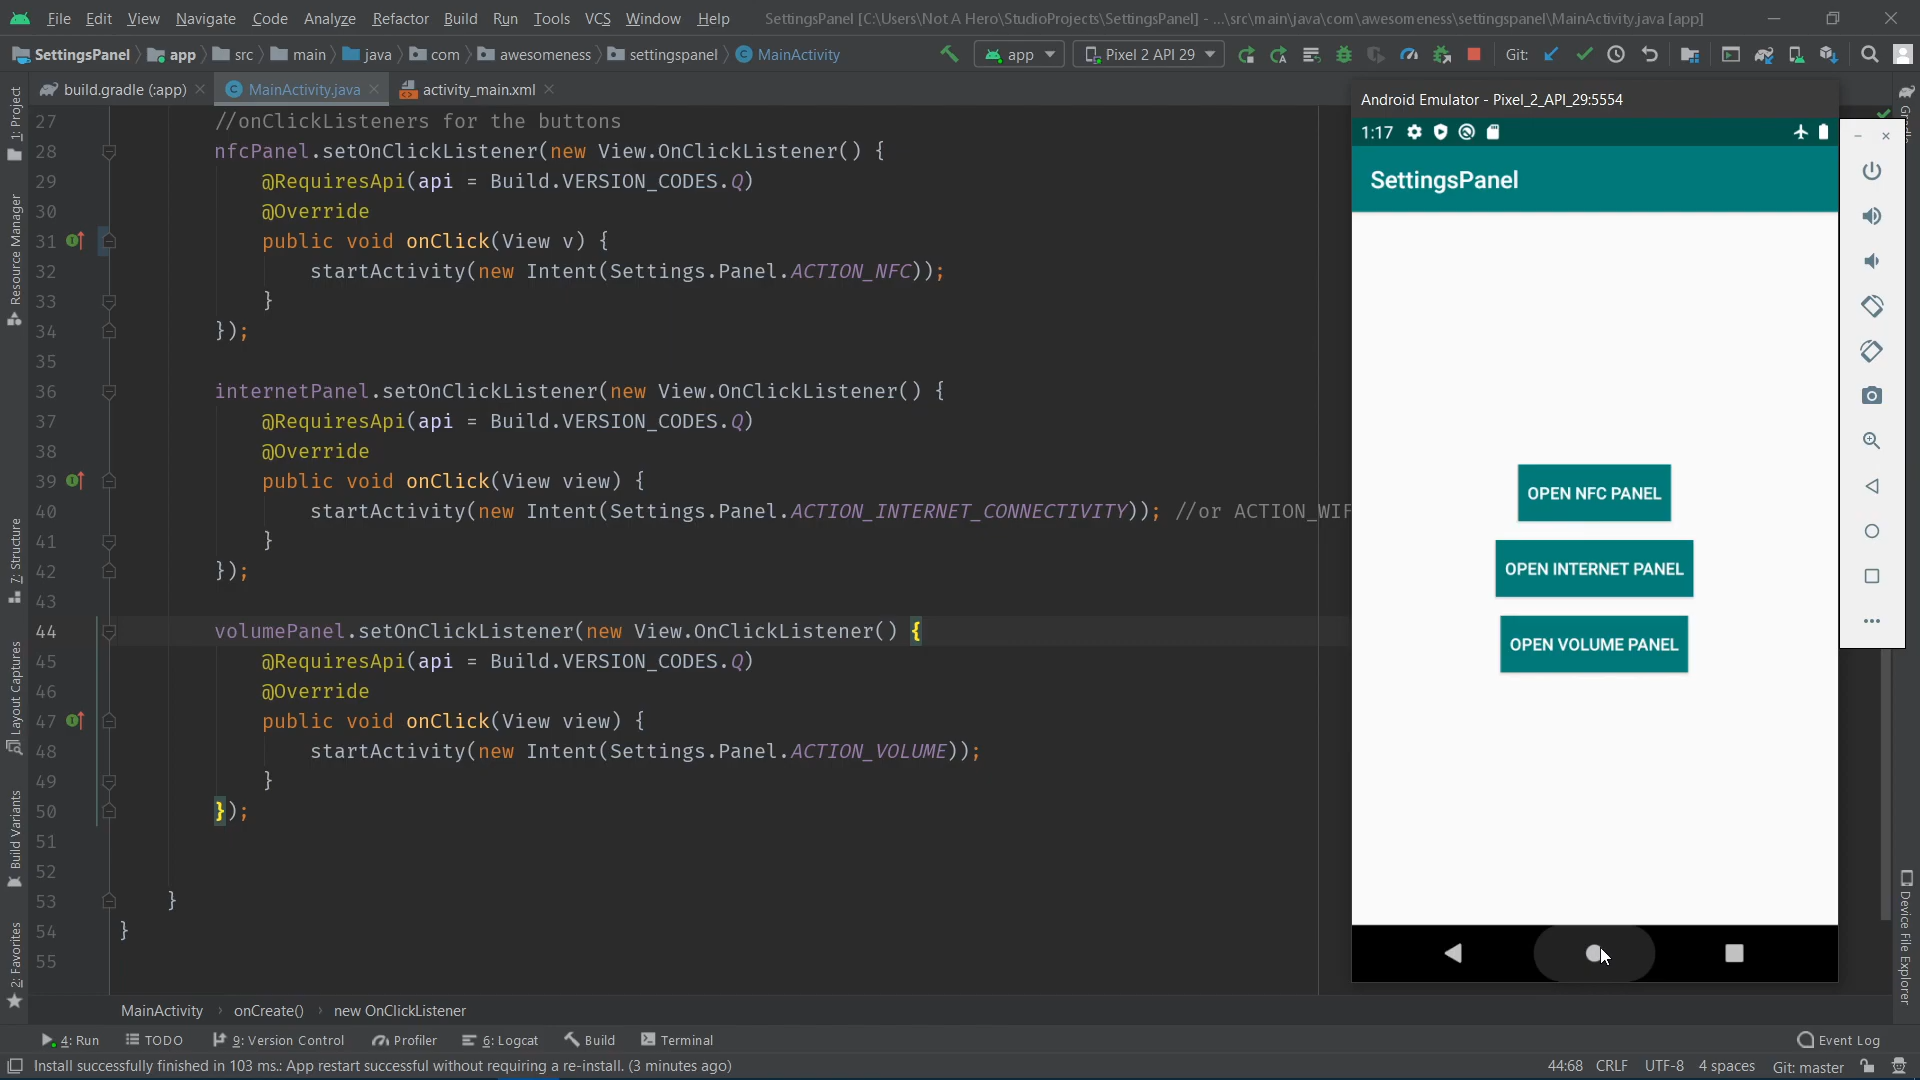 File Edit View Navigate Code Analyze Refactor Build Run Tools VCS Window Help SettingsPanel [C:\Users\Not A Hero\StudioProjects\SettingsPanel] - ...\src\main\java\com\awesomeness\settingspanel\MainActivity.java [app]
SettingsPanel app src main java com awesomeness settingspanel MainActivity app Pixel 2 API 29 Git:
build.gradle (:app) MainActivity.java activity_main.xml
1: Project
Resource Manager
Z: Structure
Layout Captures
Build Variants
2: Favorites
27 //onClickListeners for the buttons
28 nfcPanel.setOnClickListener(new View.OnClickListener() {
29 @RequiresApi(api = Build.VERSION_CODES.Q)
30 @Override
31 public void onClick(View v) {
32 startActivity(new Intent(Settings.Panel.ACTION_NFC));
33 }
34 });
35
36 internetPanel.setOnClickListener(new View.OnClickListener() {
37 @RequiresApi(api = Build.VERSION_CODES.Q)
38 @Override
39 public void onClick(View view) {
40 startActivity(new Intent(Settings.Panel.ACTION_INTERNET_CONNECTIVITY)); //or ACTION_WIF
41 }
42 });
43
44 volumePanel.setOnClickListener(new View.OnClickListener() {
45 @RequiresApi(api = Build.VERSION_CODES.Q)
46 @Override
47 public void onClick(View view) {
48 startActivity(new Intent(Settings.Panel.ACTION_VOLUME));
49 }
50 });
51
52
53 }
54 }
55
Android Emulator - Pixel_2_API_29:5554
1:17
SettingsPanel
OPEN NFC PANEL
OPEN INTERNET PANEL
OPEN VOLUME PANEL
Device File Explorer
MainActivity onCreate() new OnClickListener
4: Run TODO 9: Version Control Profiler 6: Logcat Build Terminal Event Log
Install successfully finished in 103 ms.: App restart successful without requiring a re-install. (3 minutes ago) 44:68 CRLF UTF-8 4 spaces Git: master